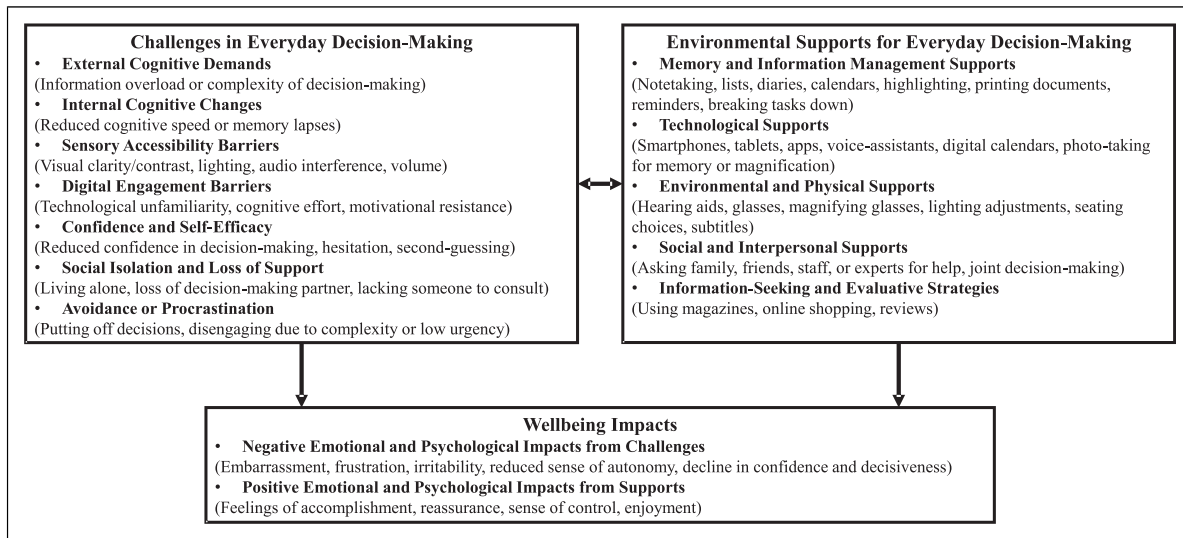 Challenges in Everyday Decision-Making
• External Cognitive Demands
(Information overload or complexity of decision-making)
• Internal Cognitive Changes
(Reduced cognitive speed or memory lapses)
• Sensory Accessibility Barriers
(Visual clarity/contrast, lighting, audio interference, volume)
• Digital Engagement Barriers
(Technological unfamiliarity, cognitive effort, motivational resistance)
• Confidence and Self-Efficacy
(Reduced confidence in decision-making, hesitation, second-guessing)
• Social Isolation and Loss of Support
(Living alone, loss of decision-making partner, lacking someone to consult)
• Avoidance or Procrastination
(Putting off decisions, disengaging due to complexity or low urgency)
Environmental Supports for Everyday Decision-Making
• Memory and Information Management Supports
(Notetaking, lists, diaries, calendars, highlighting, printing documents,
reminders, breaking tasks down)
• Technological Supports
(Smartphones, tablets, apps, voice-assistants, digital calendars, photo-taking
for memory or magnification)
• Environmental and Physical Supports
(Hearing aids, glasses, magnifying glasses, lighting adjustments, seating
choices, subtitles)
• Social and Interpersonal Supports
(Asking family, friends, staff, or experts for help, joint decision-making)
• Information-Seeking and Evaluative Strategies
(Using magazines, online shopping, reviews)
Wellbeing Impacts
• Negative Emotional and Psychological Impacts from Challenges
(Embarrassment, frustration, irritability, reduced sense of autonomy, decline in confidence and decisiveness)
• Positive Emotional and Psychological Impacts from Supports
(Feelings of accomplishment, reassurance, sense of control, enjoyment)